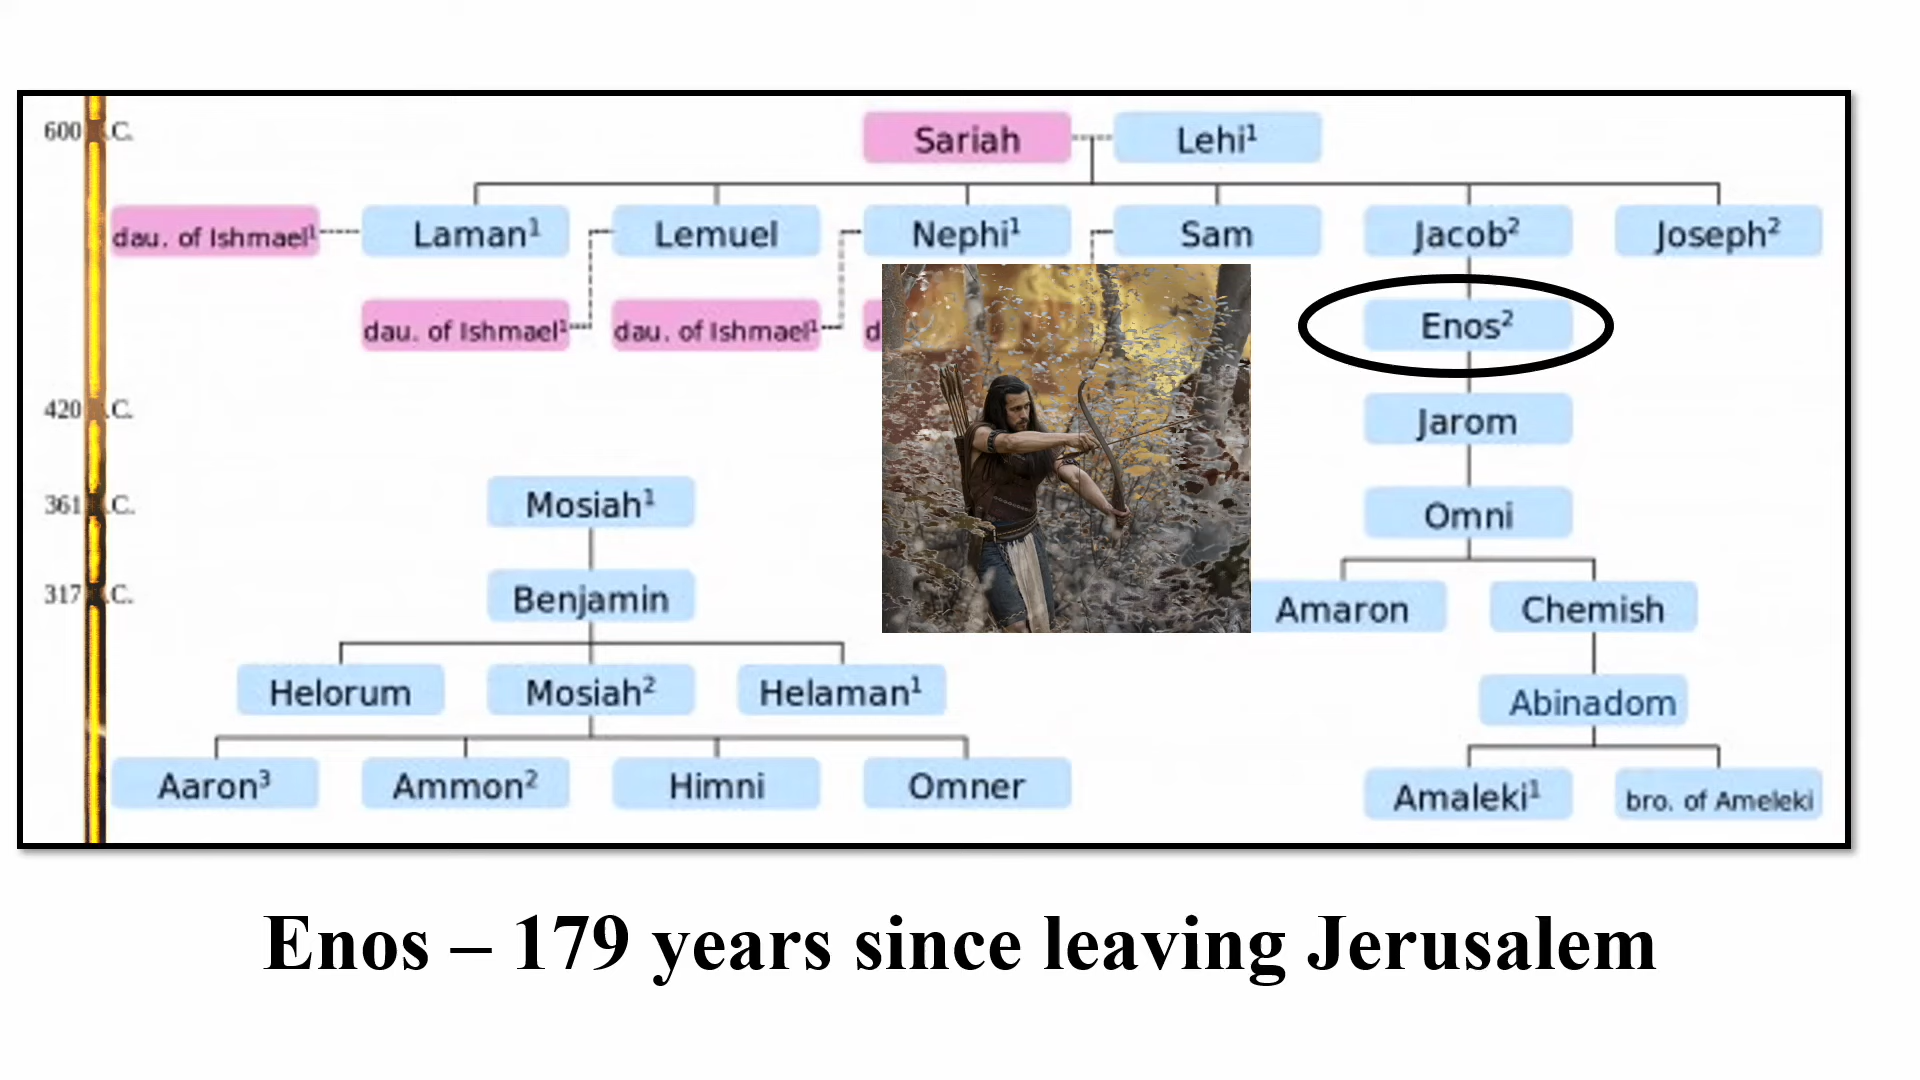 600 .C.
Sariah
Lehi¹
dau. of Ishmael¹
Laman¹
Lemuel
Nephi¹
Sam
Jacob²
Joseph²
dau. of Ishmael¹
dau. of Ishmael¹
d
Enos²
420 .C.
Jarom
361 .C.
Mosiah¹
Omni
317 .C.
Benjamin
Amaron
Chemish
Helorum
Mosiah²
Helaman¹
Abinadom
Aaron³
Ammon²
Himni
Omner
Amaleki¹
bro. of Ameleki
Enos – 179 years since leaving Jerusalem